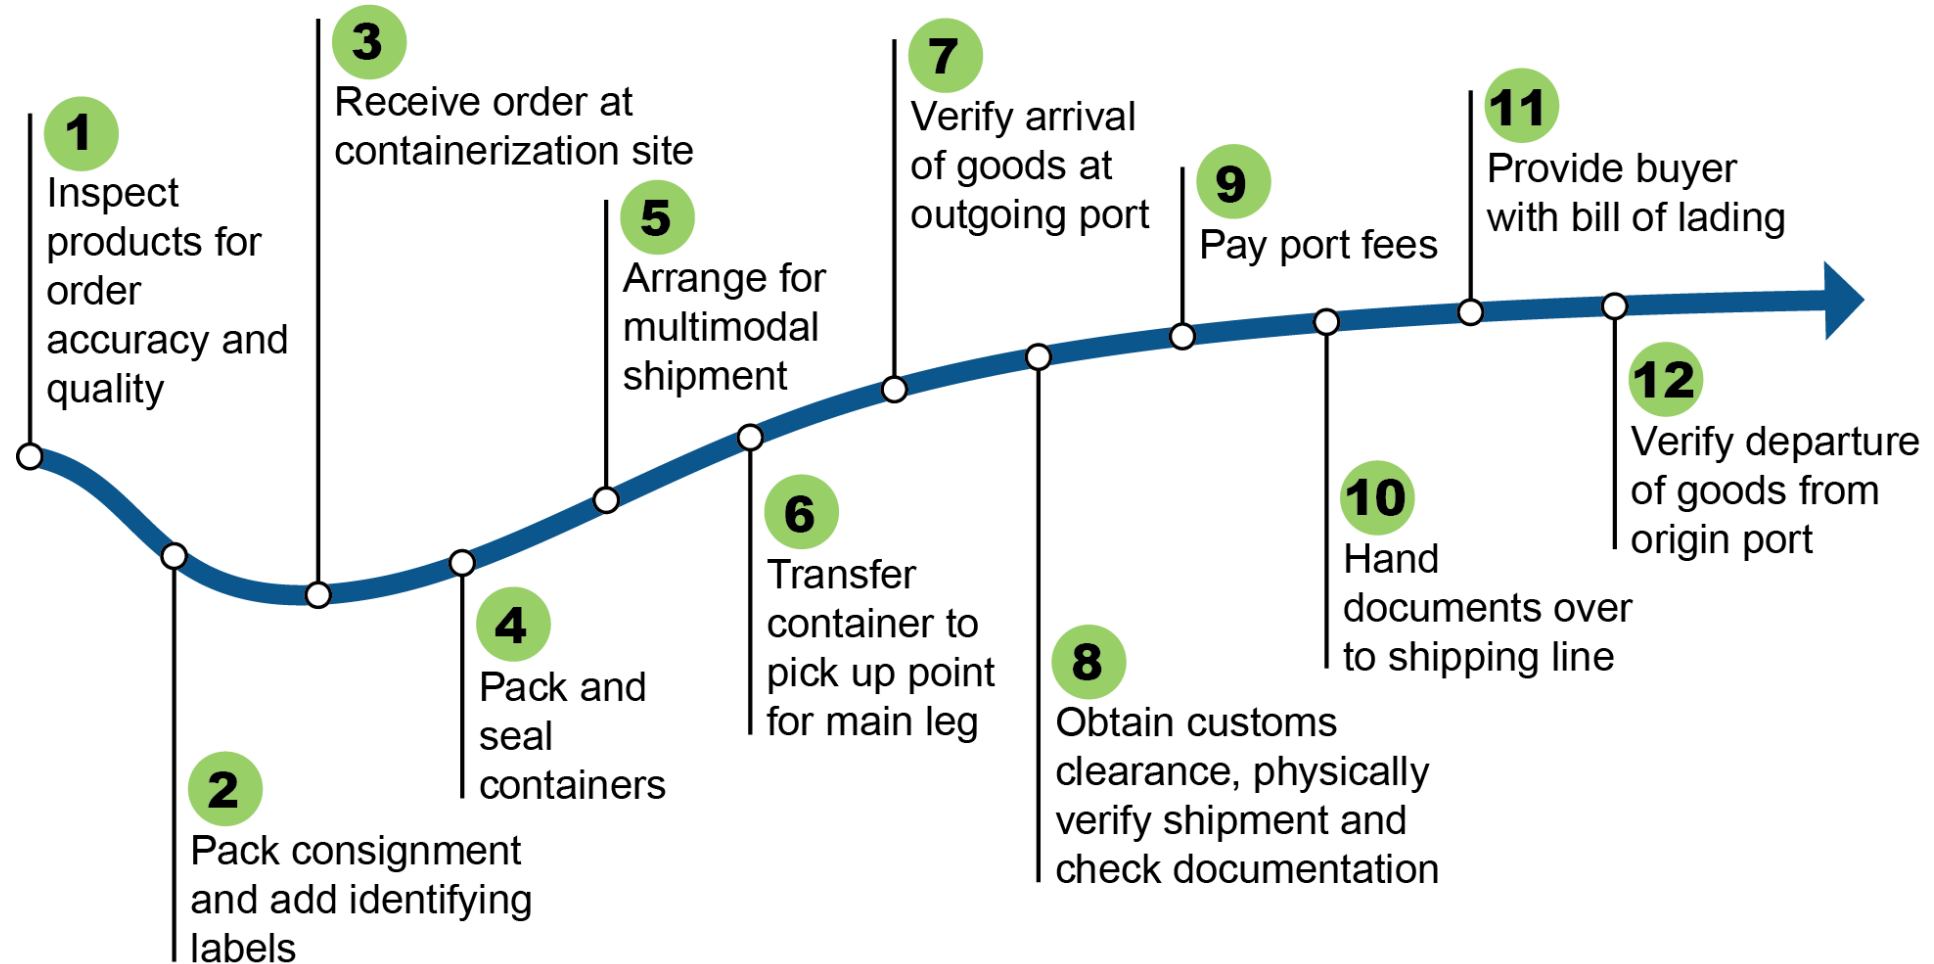 1
Inspect
products for
order
accuracy and
quality
2
Pack consignment
and add identifying
labels
3
Receive order at
containerization site
4
Pack and
seal
containers
5
Arrange for
multimodal
shipment
6
Transfer
container to
pick up point
for main leg
7
Verify arrival
of goods at
outgoing port
8
Obtain customs
clearance, physically
verify shipment and
check documentation
9
Pay port fees
10
Hand
documents over
to shipping line
11
Provide buyer
with bill of lading
12
Verify departure
of goods from
origin port